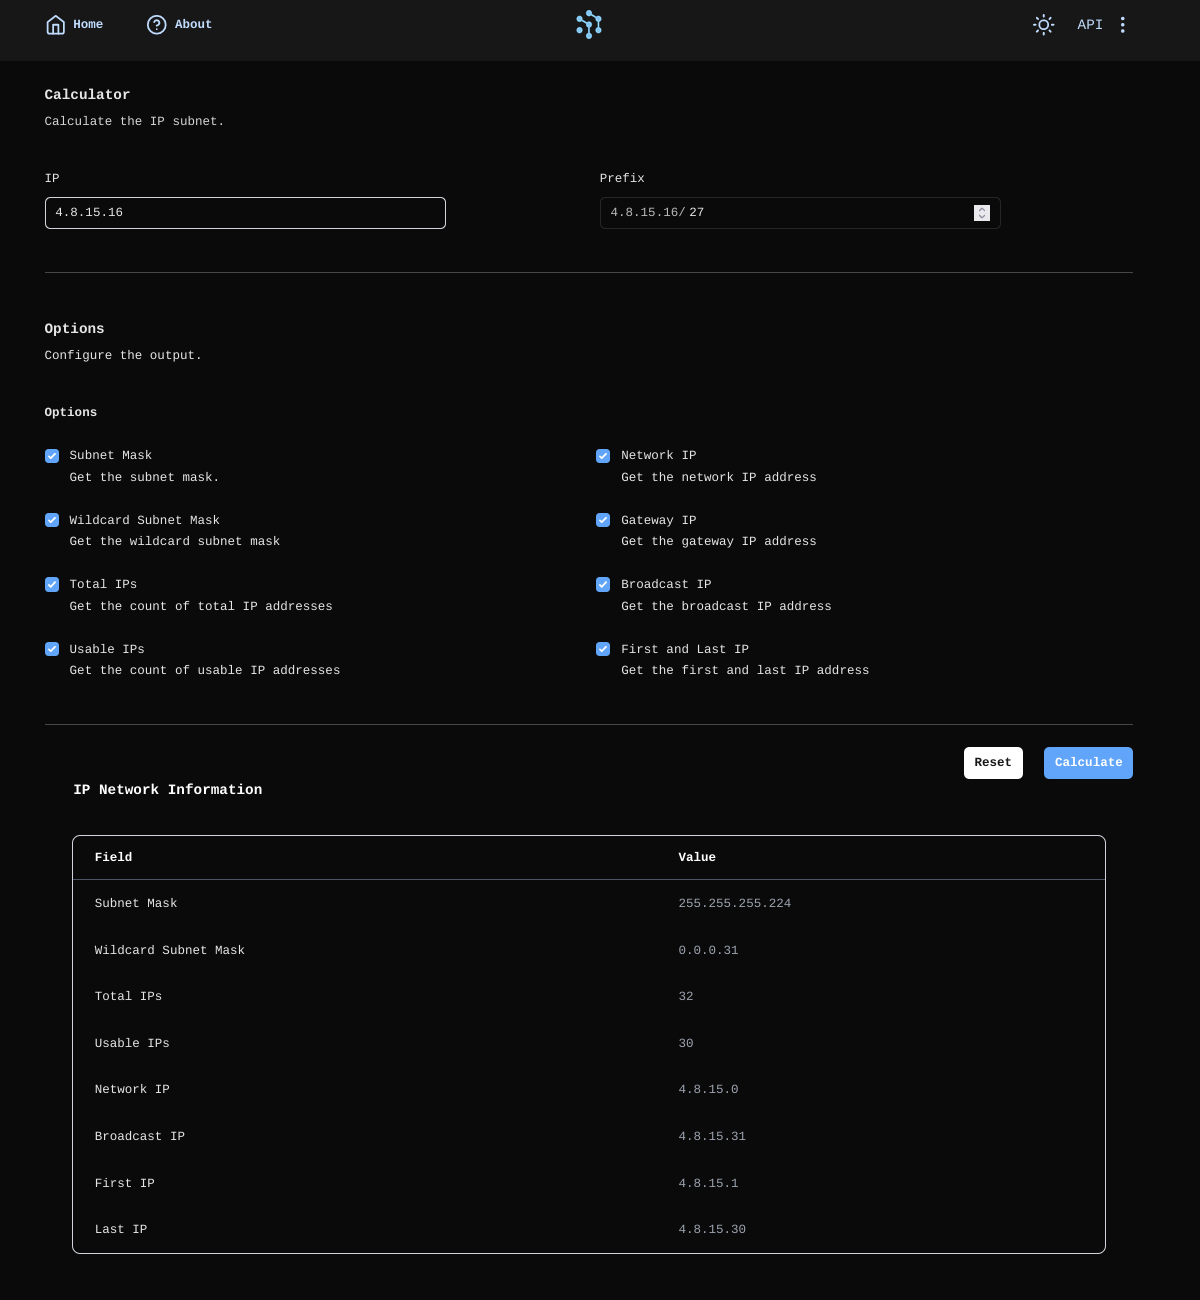 Home
About
API
Calculator
Calculate the IP subnet.
IP
Prefix
4.8.15.16
4.8.15.16/ 27
Options
Configure the output.
Options
Subnet Mask
Get the subnet mask.
Network IP
Get the network IP address
Wildcard Subnet Mask
Get the wildcard subnet mask
Gateway IP
Get the gateway IP address
Total IPs
Get the count of total IP addresses
Broadcast IP
Get the broadcast IP address
Usable IPs
Get the count of usable IP addresses
First and Last IP
Get the first and last IP address
Reset
Calculate
IP Network Information
Field Value
Subnet Mask 255.255.255.224
Wildcard Subnet Mask 0.0.0.31
Total IPs 32
Usable IPs 30
Network IP 4.8.15.0
Broadcast IP 4.8.15.31
First IP 4.8.15.1
Last IP 4.8.15.30